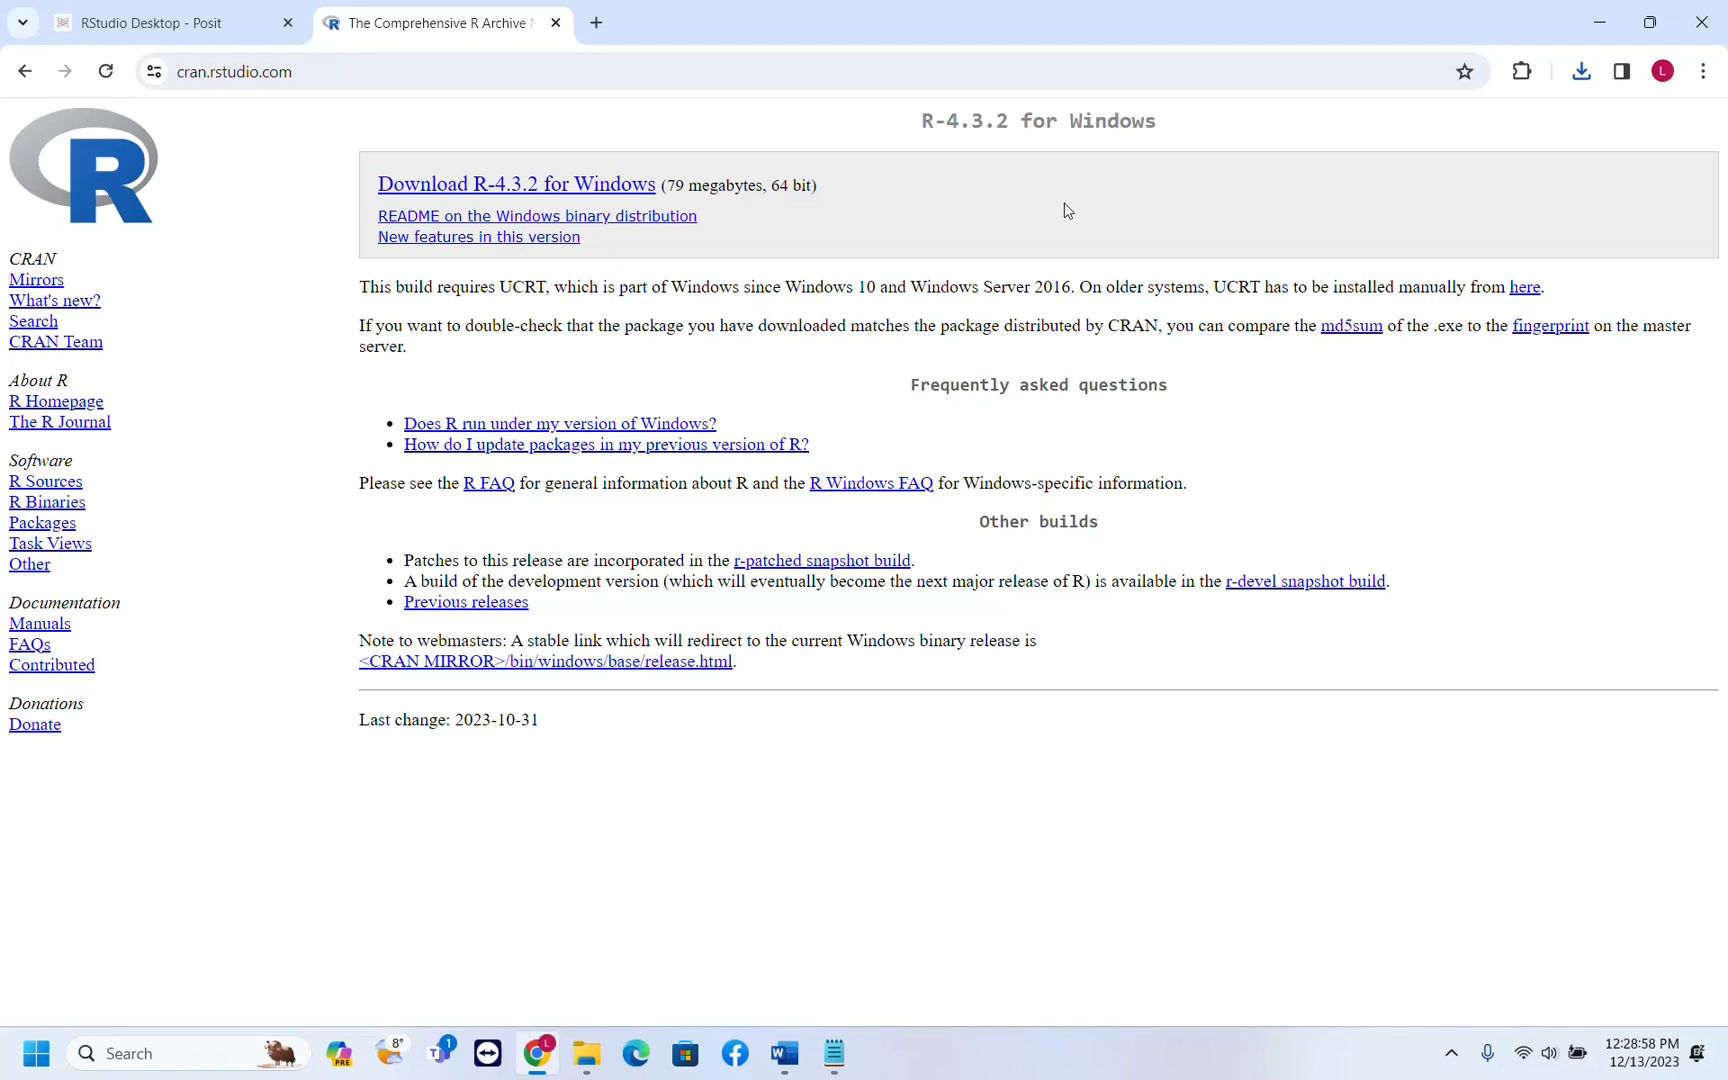 RStudio Desktop - Posit
The Comprehensive R Archive
cran.rstudio.com
L
R
CRAN
Mirrors
What's new?
Search
CRAN Team
About R
R Homepage
The R Journal
Software
R Sources
R Binaries
Packages
Task Views
Other
Documentation
Manuals
FAQs
Contributed
Donations
Donate
R-4.3.2 for Windows
Download R-4.3.2 for Windows (79 megabytes, 64 bit)
README on the Windows binary distribution
New features in this version
This build requires UCRT, which is part of Windows since Windows 10 and Windows Server 2016. On older systems, UCRT has to be installed manually from here.
If you want to double-check that the package you have downloaded matches the package distributed by CRAN, you can compare the md5sum of the .exe to the fingerprint on the master
server.
Frequently asked questions
Does R run under my version of Windows?
How do I update packages in my previous version of R?
Please see the R FAQ for general information about R and the R Windows FAQ for Windows-specific information.
Other builds
Patches to this release are incorporated in the r-patched snapshot build.
A build of the development version (which will eventually become the next major release of R) is available in the r-devel snapshot build.
Previous releases
Note to webmasters: A stable link which will redirect to the current Windows binary release is
<CRAN MIRROR>/bin/windows/base/release.html.
Last change: 2023-10-31
Search
PRE
8°
1
L
12:28:58 PM
12/13/2023